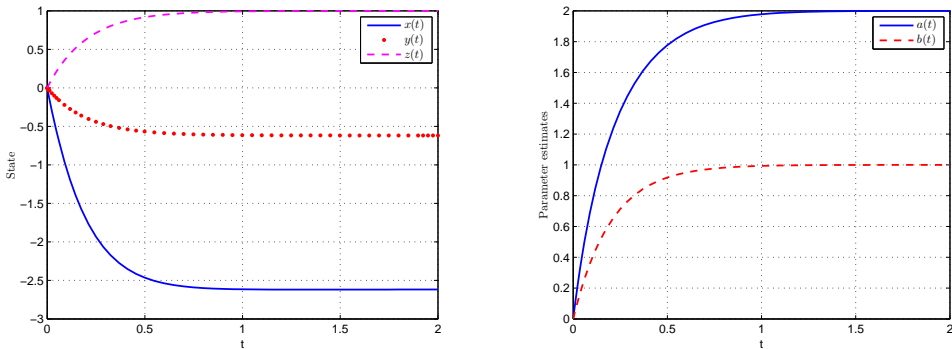 1
0.5
0
−0.5
−1
−1.5
−2
−2.5
−3
State
0 0.5 1 1.5 2
t
x(t)
y(t)
z(t)
2
1.8
1.6
1.4
1.2
1
0.8
0.6
0.4
0.2
0
Parameter estimates
0 0.5 1 1.5 2
t
a(t)
b(t)